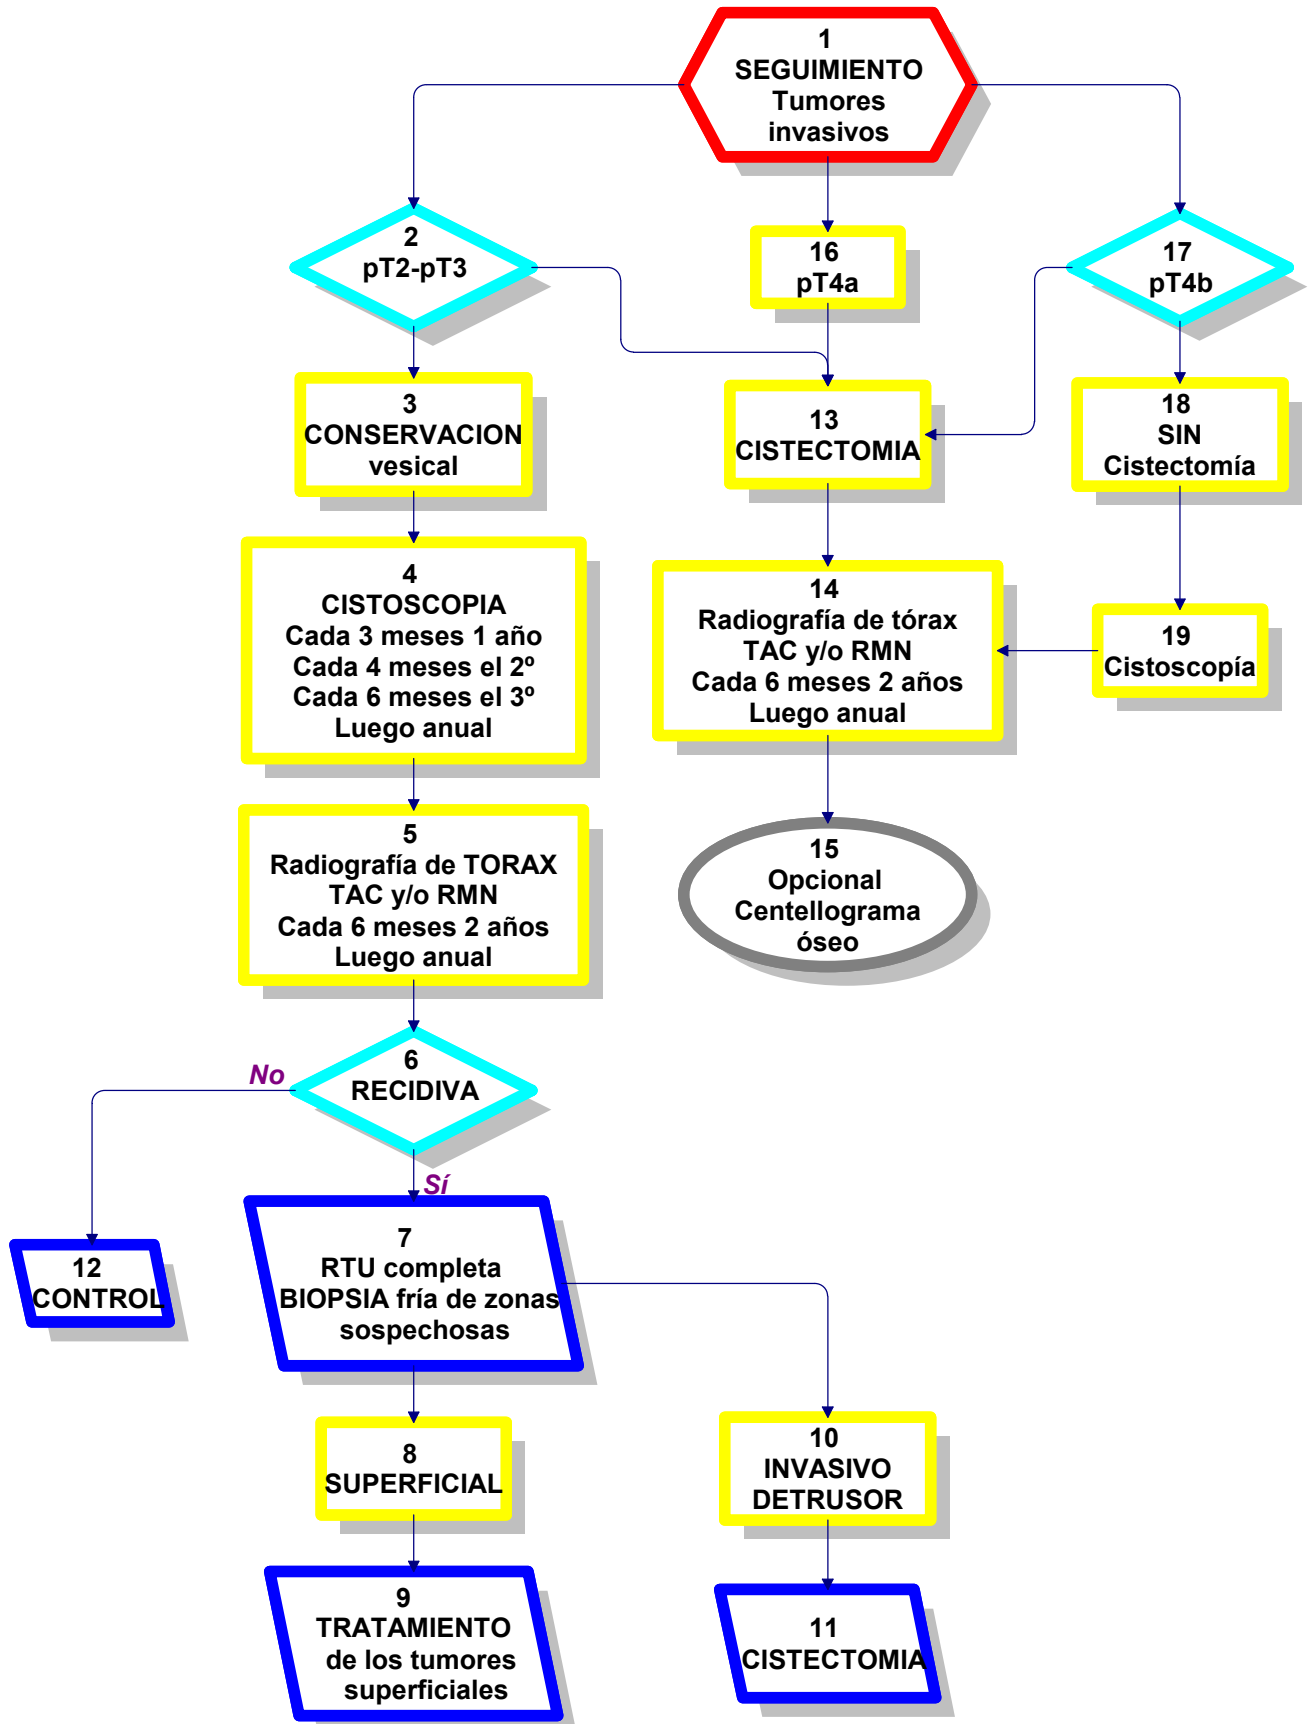 1
SEGUIMIENTO
Tumores
invasivos
2
pT2-pT3
16
pT4a
17
pT4b
3
CONSERVACION
vesical
13
CISTECTOMIA
18
SIN
Cistectomía
4
CISTOSCOPIA
Cada 3 meses 1 año
Cada 4 meses el 2º
Cada 6 meses el 3º
Luego anual
14
Radiografía de tórax
TAC y/o RMN
Cada 6 meses 2 años
Luego anual
19
Cistoscopía
5
Radiografía de TORAX
TAC y/o RMN
Cada 6 meses 2 años
Luego anual
15
Opcional
Centellograma
óseo
6
RECIDIVA
No
Sí
12
CONTROL
7
RTU completa
BIOPSIA fría de zonas
sospechosas
8
SUPERFICIAL
10
INVASIVO
DETRUSOR
9
TRATAMIENTO
de los tumores
superficiales
11
CISTECTOMIA